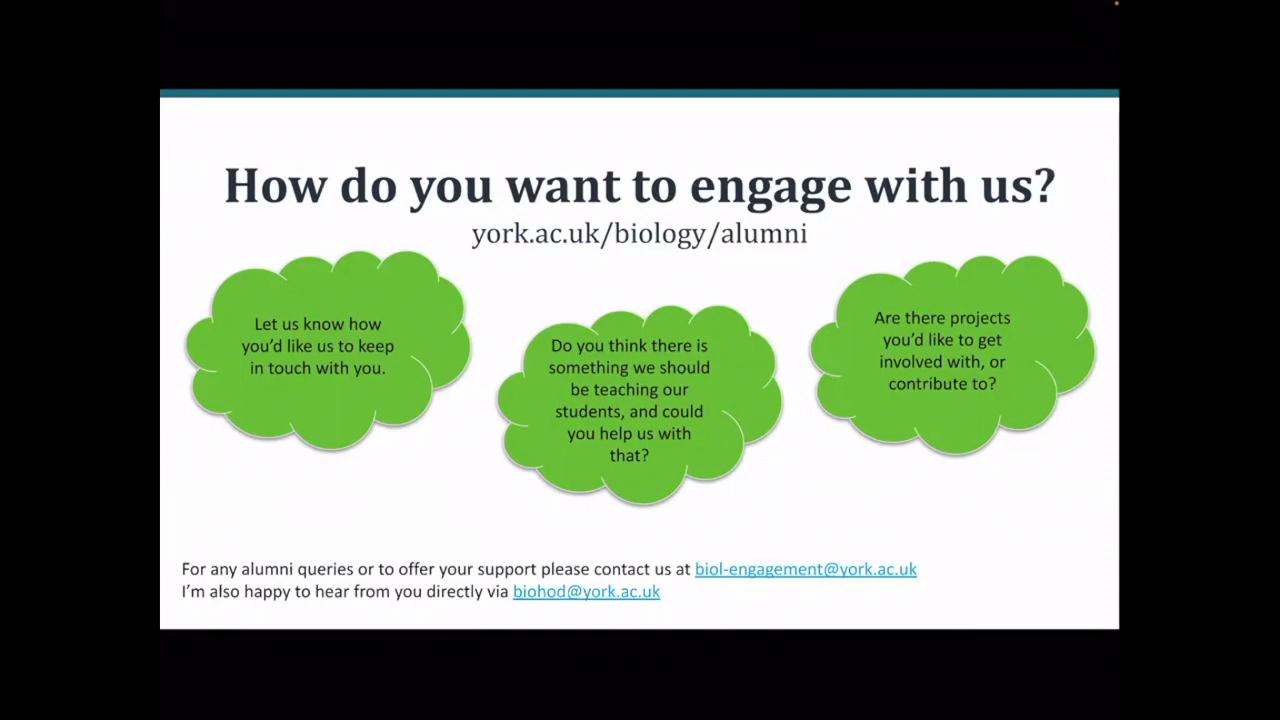 How do you want to engage with us?
york.ac.uk/biology/alumni
Let us know how
you’d like us to keep
in touch with you.
Do you think there is
something we should
be teaching our
students, and could
you help us with
that?
Are there projects
you’d like to get
involved with, or
contribute to?
For any alumni queries or to offer your support please contact us at biol-engagement@york.ac.uk
I’m also happy to hear from you directly via biohod@york.ac.uk